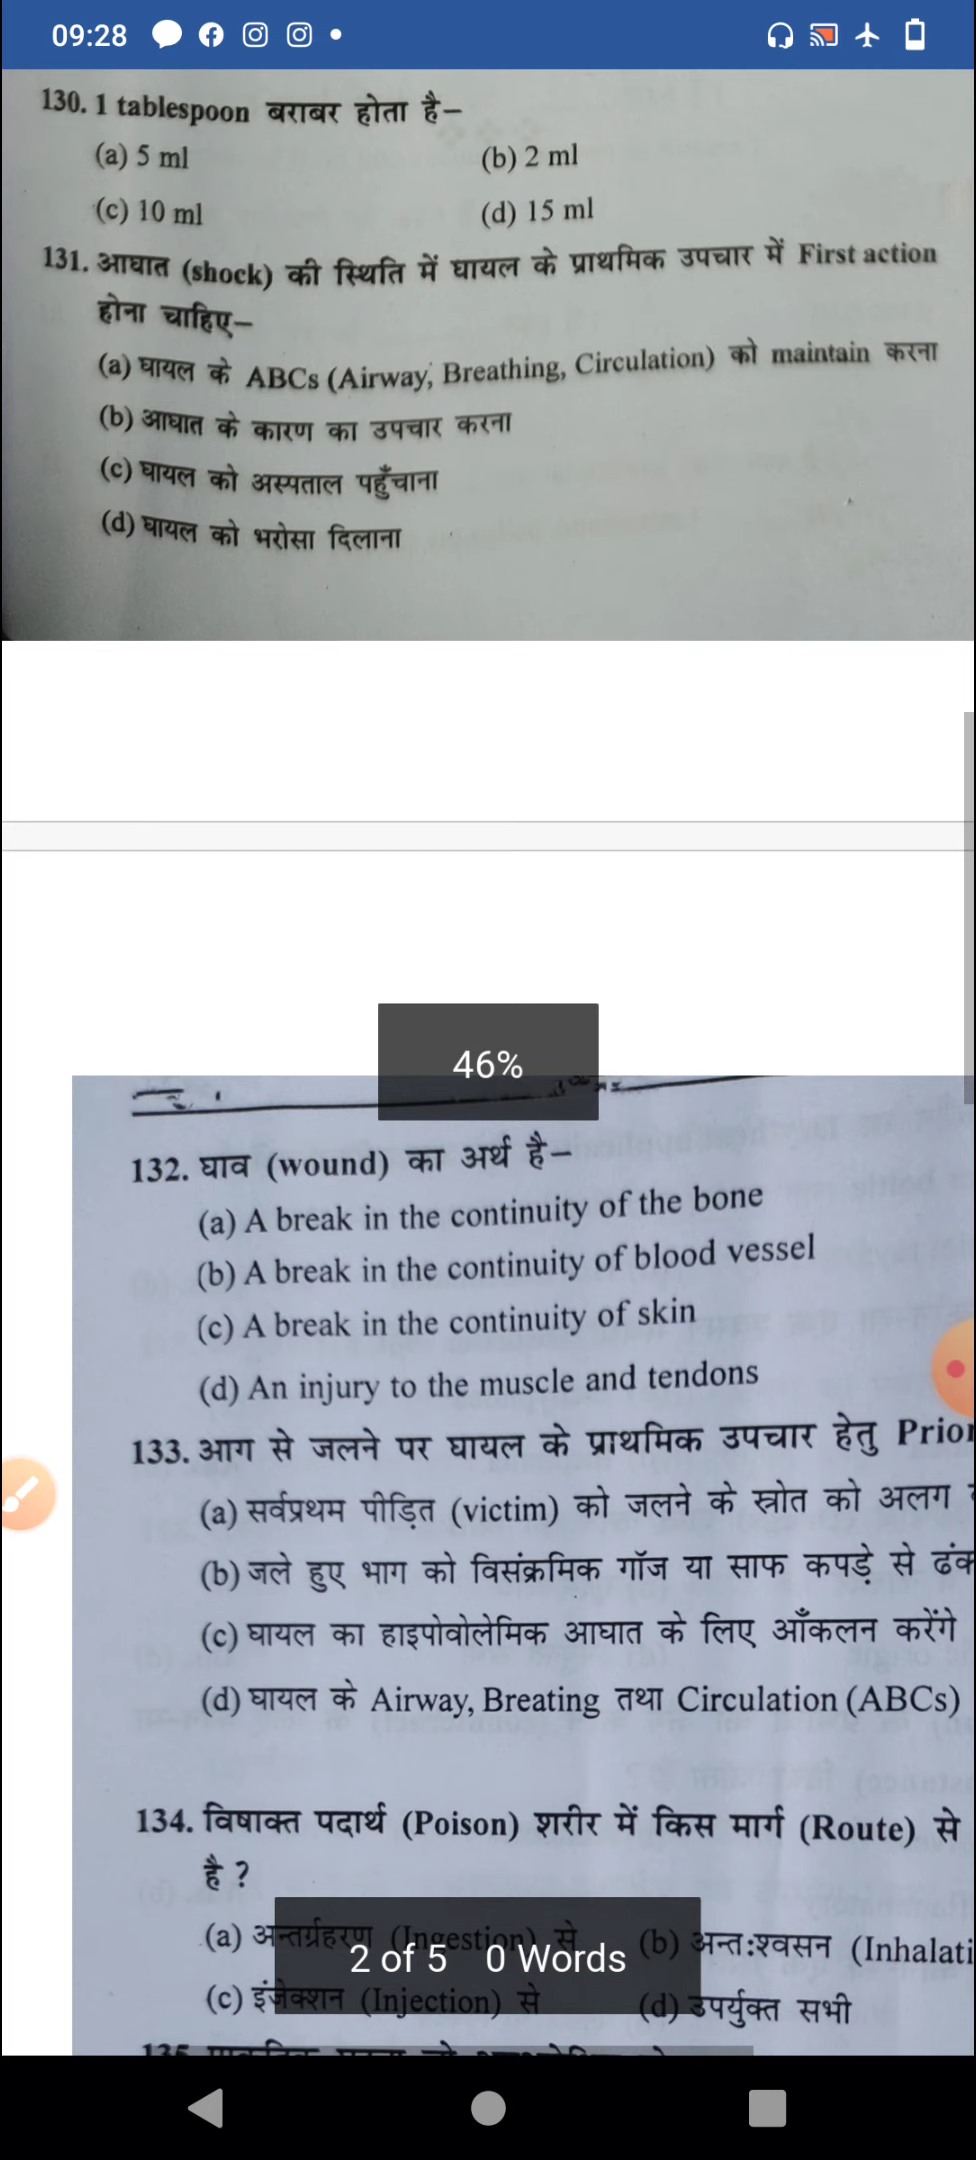 09:28
130. 1 tablespoon बराबर होता है–
(a) 5 ml (b) 2 ml
(c) 10 ml (d) 15 ml
131. आघात (shock) की स्थिति में घायल के प्राथमिक उपचार में First action
होना चाहिए–
(a) घायल के ABCs (Airway, Breathing, Circulation) को maintain करना
(b) आघात के कारण का उपचार करना
(c) घायल को अस्पताल पहुँचाना
(d) घायल को भरोसा दिलाना
46%
132. घाव (wound) का अर्थ है–
(a) A break in the continuity of the bone
(b) A break in the continuity of blood vessel
(c) A break in the continuity of skin
(d) An injury to the muscle and tendons
133. आग से जलने पर घायल के प्राथमिक उपचार हेतु Prior
(a) सर्वप्रथम पीड़ित (victim) को जलने के स्रोत को अलग
(b) जले हुए भाग को विसंक्रमिक गॉज या साफ कपड़े से ढंक
(c) घायल का हाइपोवोलेमिक आघात के लिए आँकलन करेंगे
(d) घायल के Airway, Breating तथा Circulation (ABCs)
134. विषाक्त पदार्थ (Poison) शरीर में किस मार्ग (Route) से
है ?
(a) अन्तर्ग्रहरण (Ingestion) से (b) अन्त:श्वसन (Inhalati
2 of 5 0 Words
(c) इंजेक्शन (Injection) से (d) उपर्युक्त सभी